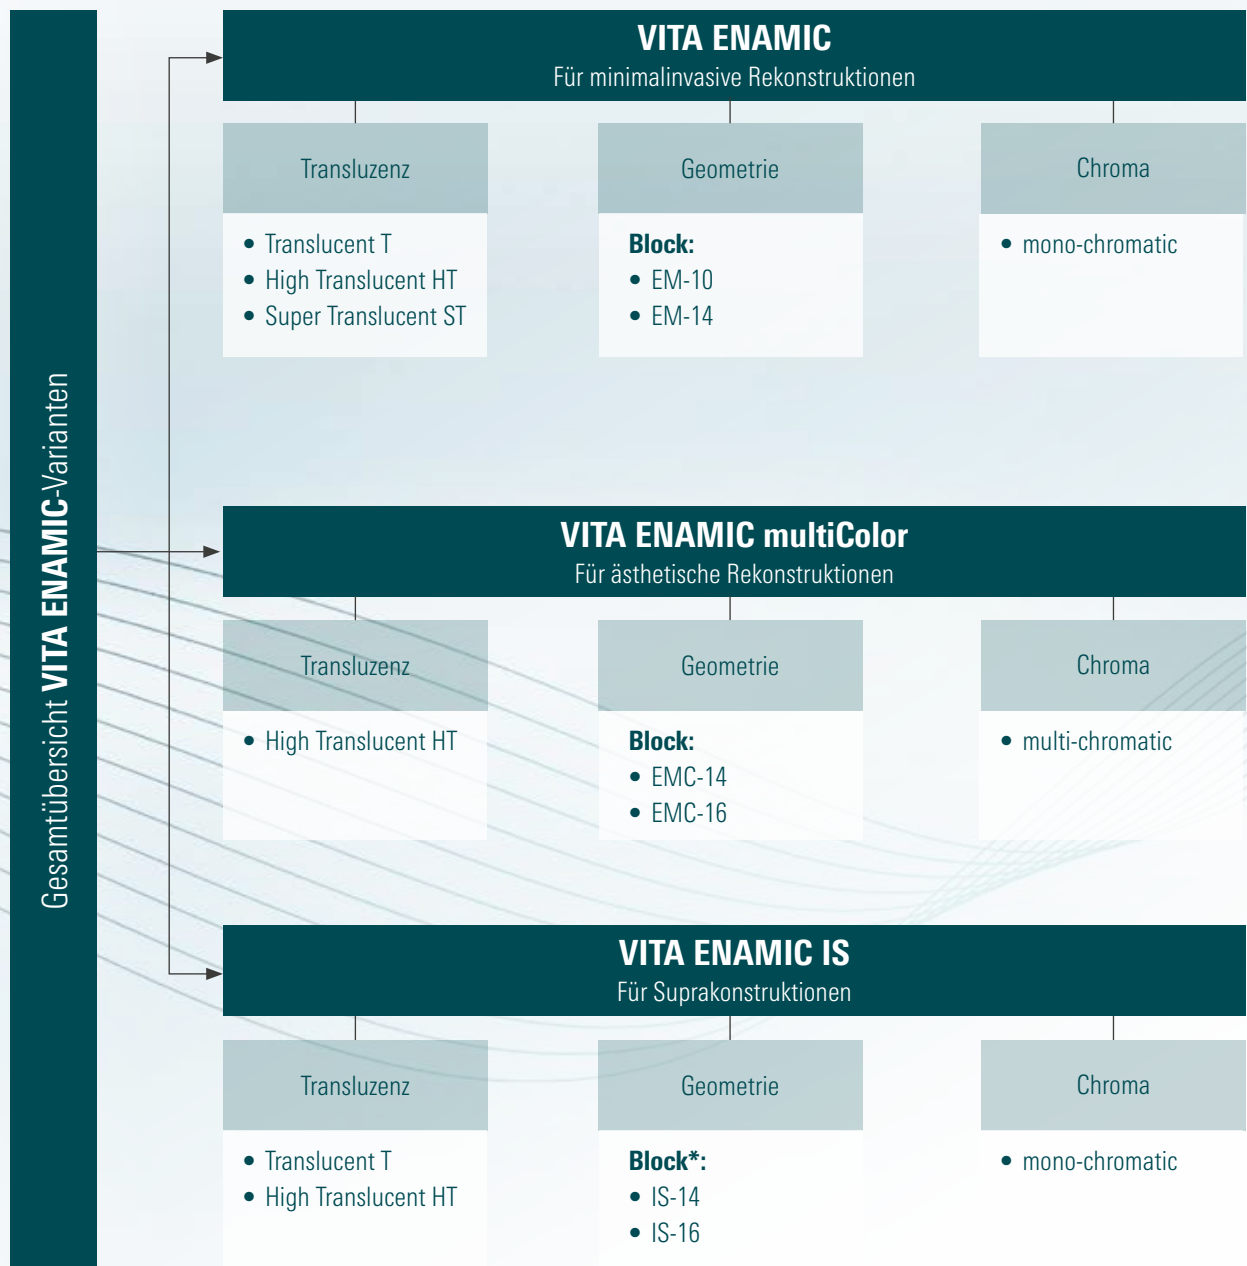 Gesamtübersicht VITA ENAMIC-Varianten
VITA ENAMIC
Für minimalinvasive Rekonstruktionen
Transluzenz
• Translucent T
• High Translucent HT
• Super Translucent ST
Geometrie
Block:
• EM-10
• EM-14
Chroma
• mono-chromatic
VITA ENAMIC multiColor
Für ästhetische Rekonstruktionen
Transluzenz
• High Translucent HT
Geometrie
Block:
• EMC-14
• EMC-16
Chroma
• multi-chromatic
VITA ENAMIC IS
Für Suprakonstruktionen
Transluzenz
• Translucent T
• High Translucent HT
Geometrie
Block*:
• IS-14
• IS-16
Chroma
• mono-chromatic